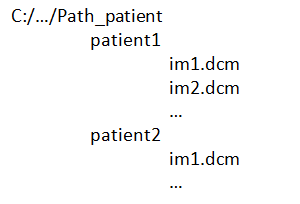 C:/.../Path_patient
patient1
im1.dcm
im2.dcm
...
patient2
im1.dcm
...